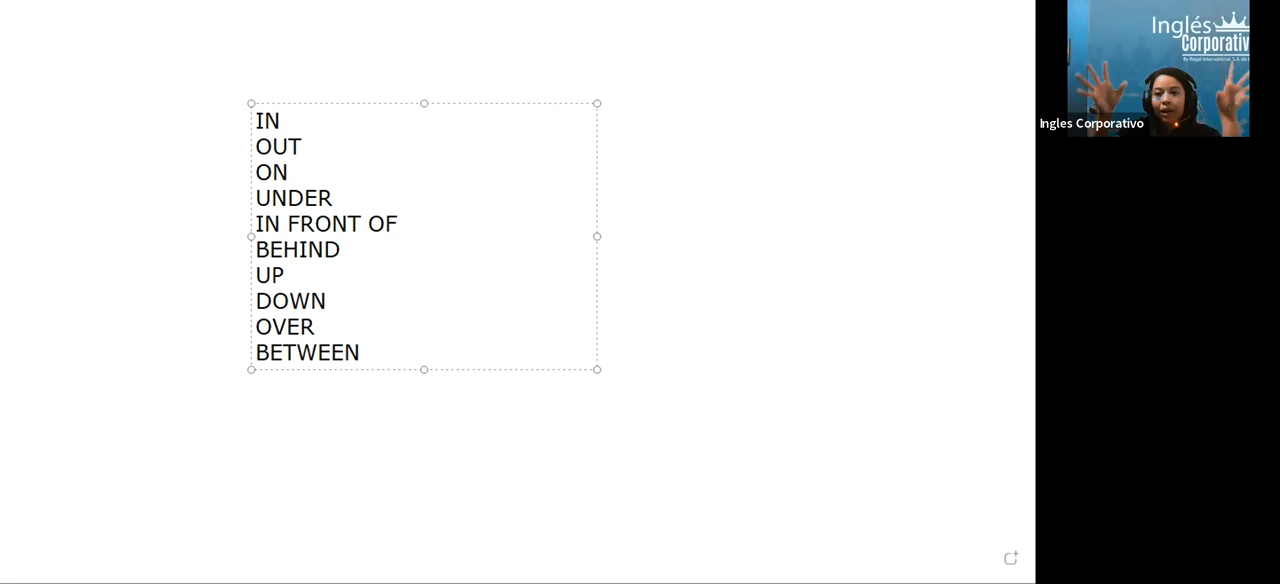 IN
OUT
ON
UNDER
IN FRONT OF
BEHIND
UP
DOWN
OVER
BETWEEN
Inglés
Corporativ
Ingles Corporativo